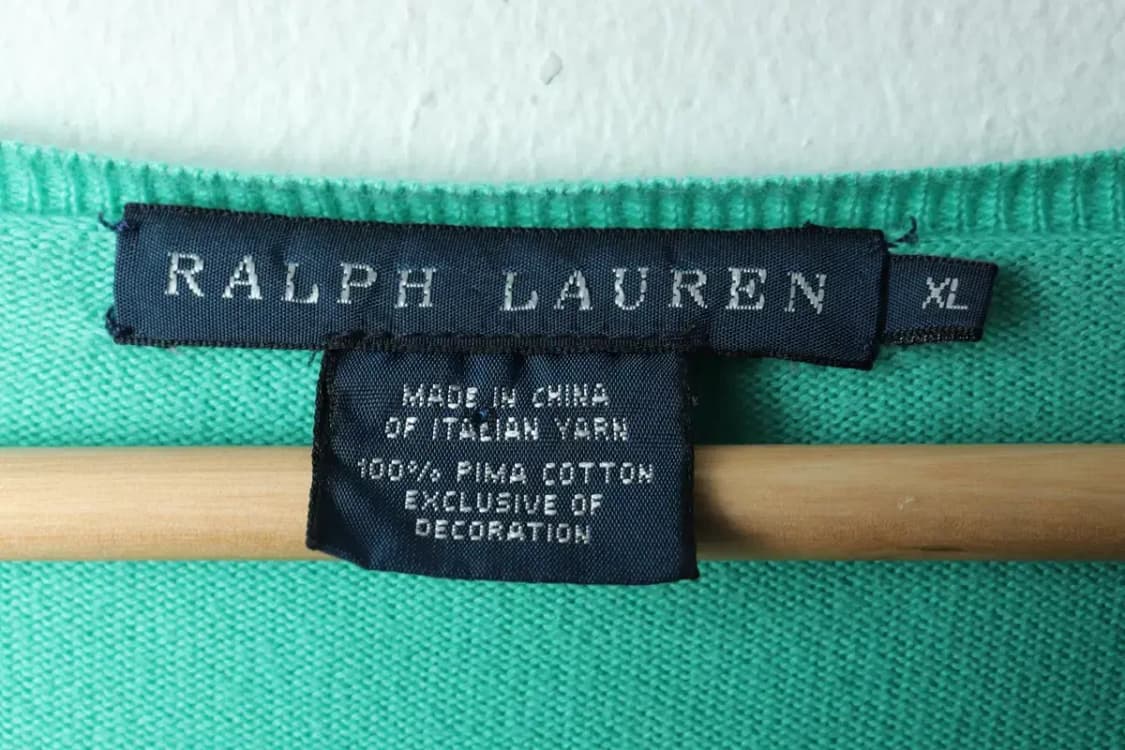 RALPH LAUREN
XL
MADE IN CHINA
OF ITALIAN YARN
100% PIMA COTTON
EXCLUSIVE OF
DECORATION